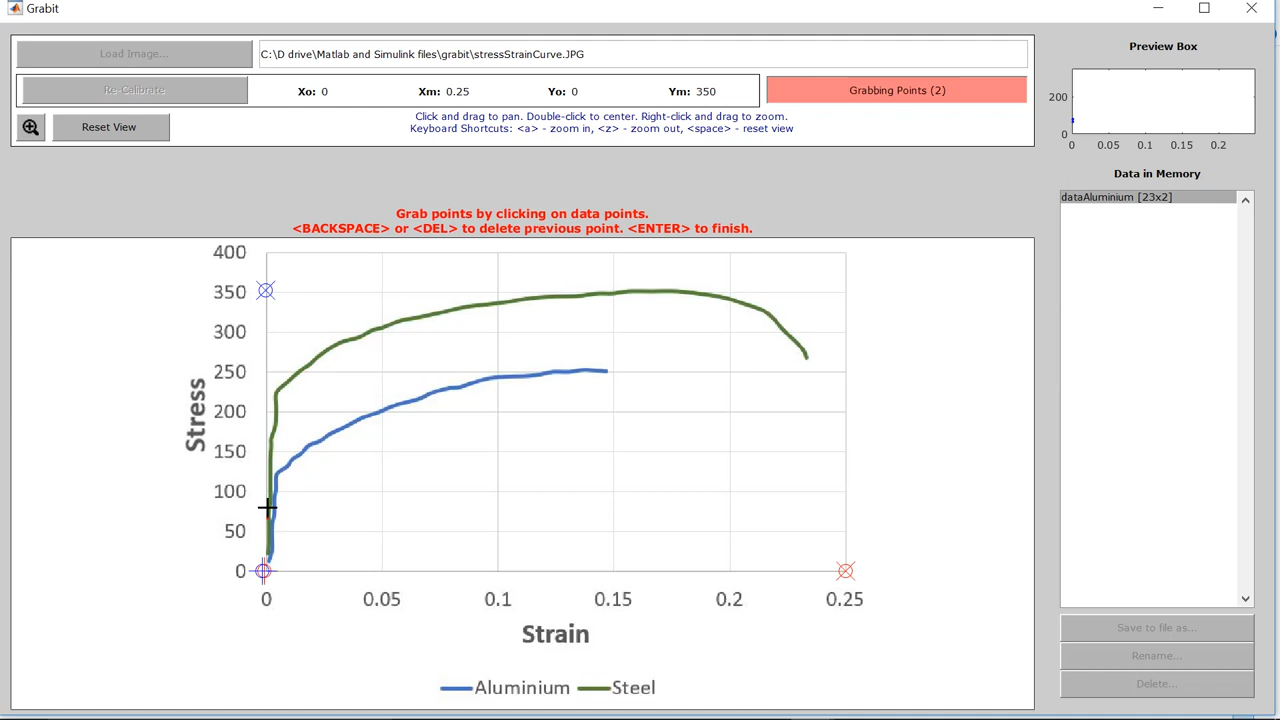 Grabit
Load Image...
C:\D drive\Matlab and Simulink files\grabit\stressStrainCurve.JPG
Re-Calibrate
Xo: 0
Xm: 0.25
Yo: 0
Ym: 350
Grabbing Points (2)
Reset View
Click and drag to pan. Double-click to center. Right-click and drag to zoom.
Keyboard Shortcuts: <a> - zoom in, <z> - zoom out, <space> - reset view
Grab points by clicking on data points.
<BACKSPACE> or <DEL> to delete previous point. <ENTER> to finish.
400
350
300
250
200
150
100
50
0
Stress
0 0.05 0.1 0.15 0.2 0.25
Strain
Aluminium Steel
Preview Box
200
0
0 0.05 0.1 0.15 0.2
Data in Memory
dataAluminium [23x2]
Save to file as...
Rename...
Delete...